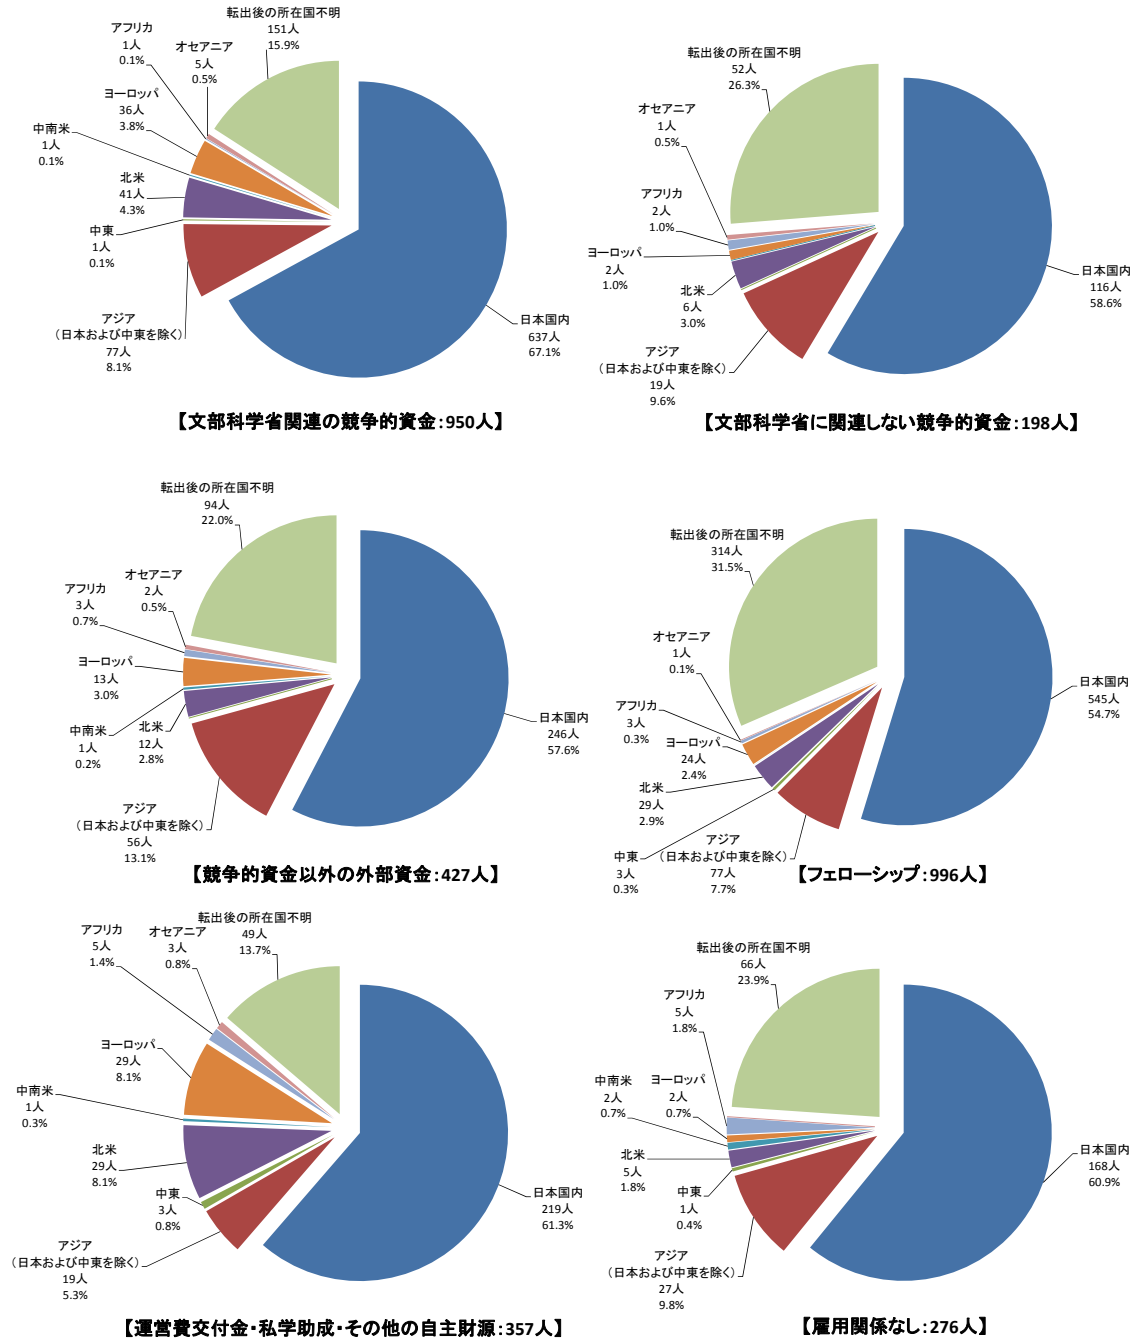 転出後の所在国不明
151人
15.9%
アフリカ
1人
0.1%
オセアニア
5人
0.5%
ヨーロッパ
36人
3.8%
中南米
1人
0.1%
北米
41人
4.3%
中東
1人
0.1%
アジア
（日本および中東を除く）
77人
8.1%
日本国内
637人
67.1%
【文部科学省関連の競争的資金：950人】
転出後の所在国不明
52人
26.3%
オセアニア
1人
0.5%
アフリカ
2人
1.0%
ヨーロッパ
2人
1.0%
北米
6人
3.0%
アジア
（日本および中東を除く）
19人
9.6%
日本国内
116人
58.6%
【文部科学省に関連しない競争的資金：198人】
転出後の所在国不明
94人
22.0%
オセアニア
2人
0.5%
アフリカ
3人
0.7%
ヨーロッパ
13人
3.0%
中南米
1人
0.2%
北米
12人
2.8%
アジア
（日本および中東を除く）
56人
13.1%
日本国内
246人
57.6%
【競争的資金以外の外部資金：427人】
転出後の所在国不明
314人
31.5%
オセアニア
1人
0.1%
アフリカ
3人
0.3%
ヨーロッパ
24人
2.4%
北米
29人
2.9%
中東
3人
0.3%
アジア
（日本および中東を除く）
77人
7.7%
日本国内
545人
54.7%
【フェローシップ：996人】
転出後の所在国不明
49人
13.7%
アフリカ
5人
1.4%
オセアニア
3人
0.8%
ヨーロッパ
29人
8.1%
中南米
1人
0.3%
北米
29人
8.1%
中東
3人
0.8%
アジア
（日本および中東を除く）
19人
5.3%
日本国内
219人
61.3%
【運営費交付金・私学助成・その他の自主財源：357人】
転出後の所在国不明
66人
23.9%
アフリカ
5人
1.8%
ヨーロッパ
2人
0.7%
中南米
2人
0.7%
北米
5人
1.8%
中東
1人
0.4%
アジア
（日本および中東を除く）
27人
9.8%
日本国内
168人
60.9%
【雇用関係なし：276人】